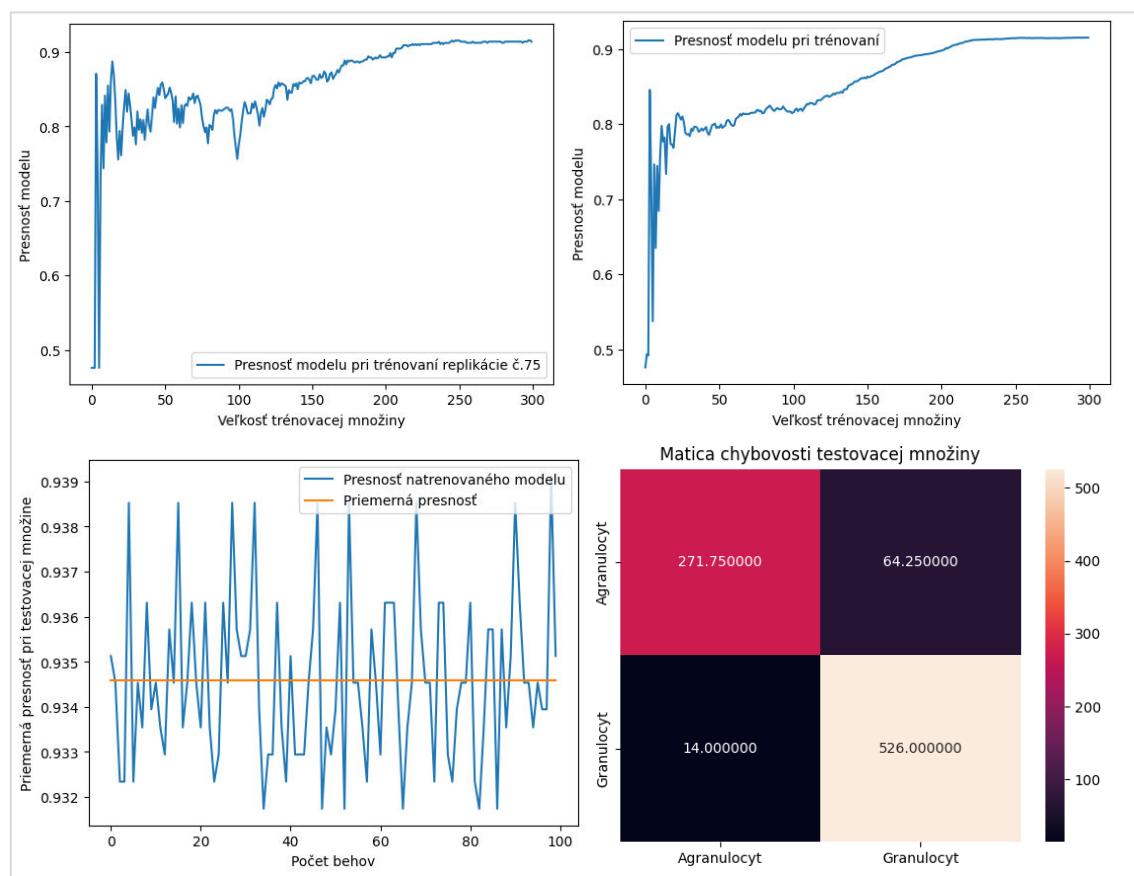 0.9
0.8
0.7
0.6
0.5
Presnosť modelu
Presnosť modelu pri trénovaní replikácie č.75
0 50 100 150 200 250 300
Veľkosť trénovacej množiny
0.9
0.8
0.7
0.6
0.5
Presnosť modelu
Presnosť modelu pri trénovaní
0 50 100 150 200 250 300
Veľkosť trénovacej množiny
0.939
0.938
0.937
0.936
0.935
0.934
0.933
0.932
Priemerná presnosť pri testovacej množine
Presnosť natrenovaného modelu
Priemerná presnosť
0 20 40 60 80 100
Počet behov
Matica chybovosti testovacej množiny
Agranulocyt
271.750000 64.250000
Granulocyt
14.000000 526.000000
Agranulocyt Granulocyt
500
400
300
200
100